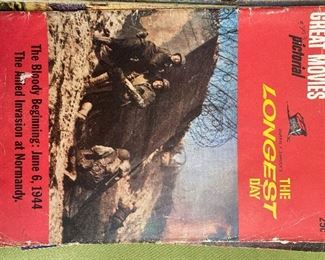 GREAT MOVIES
pictorial
THE
LONGEST
DAY
The Bloody Beginning: June 6, 1944
The Allied Invasion at Normandy.